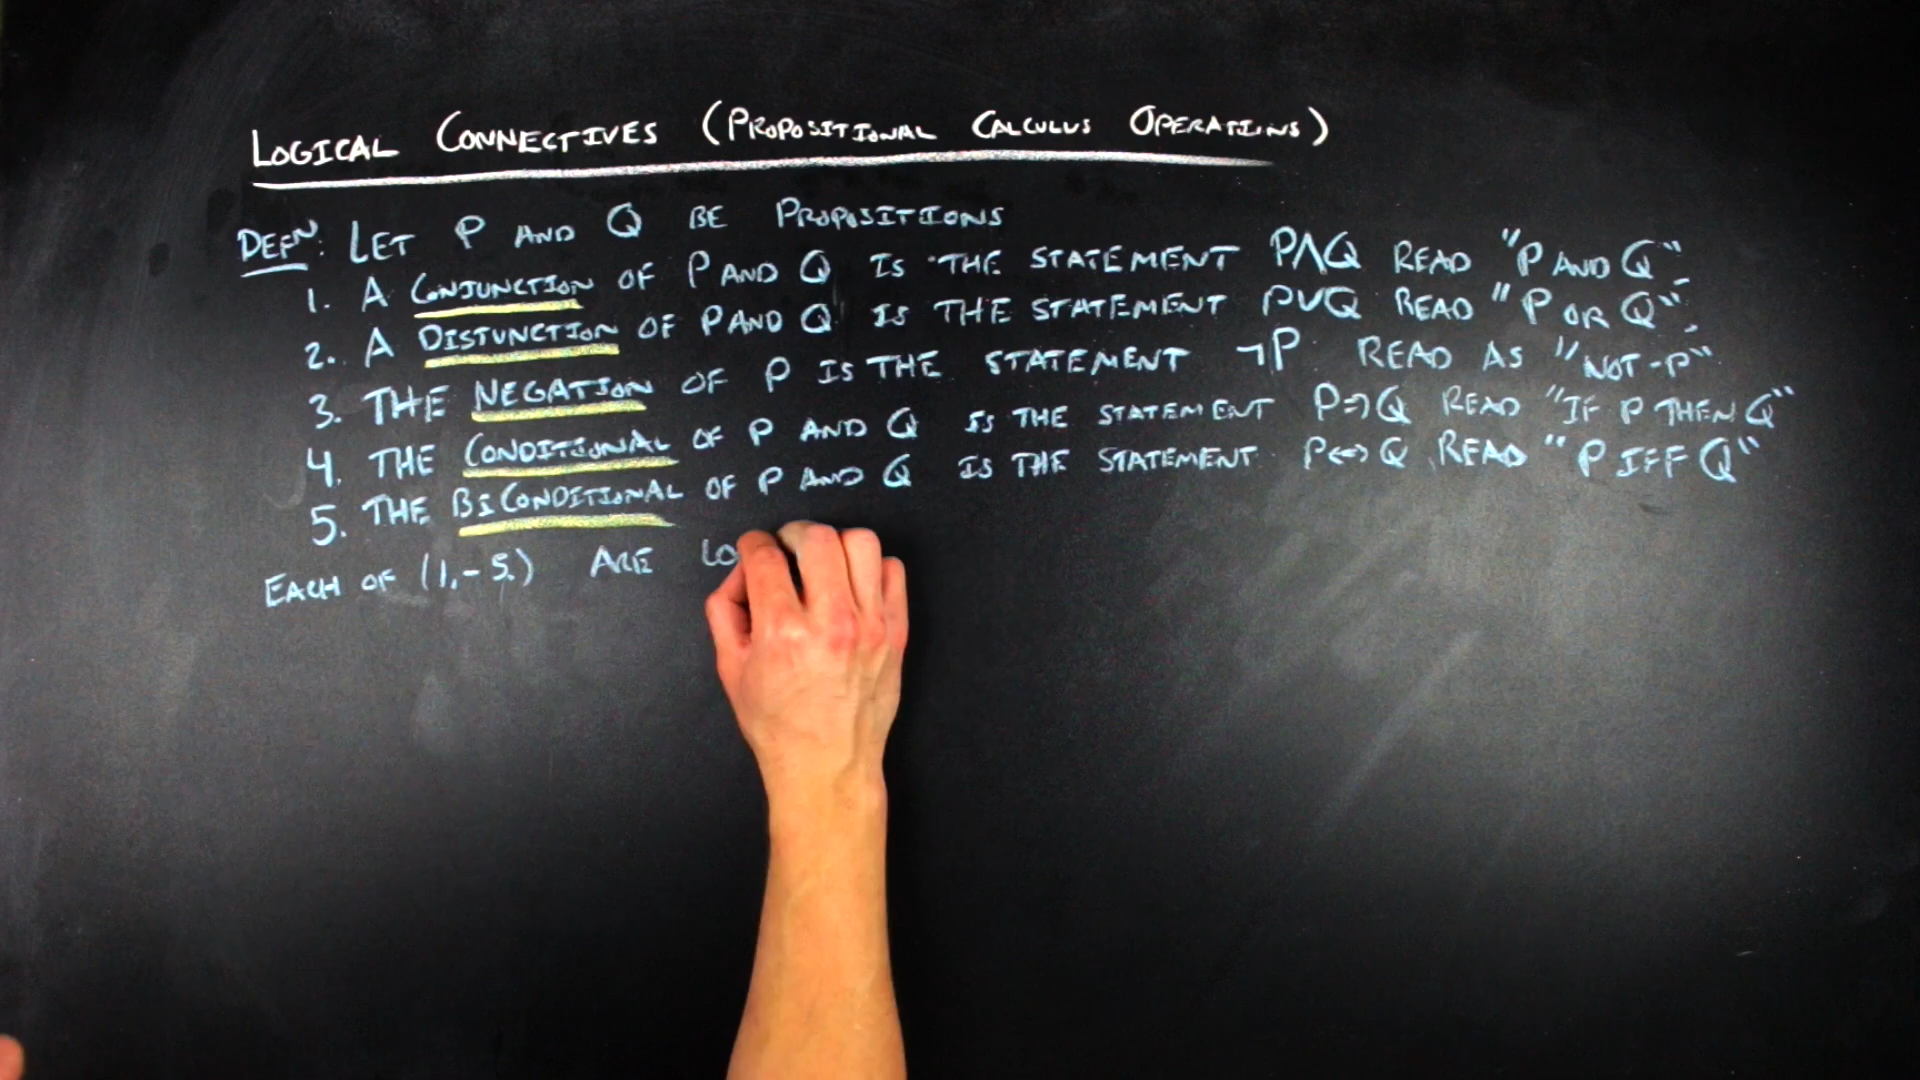 LOGICAL CONNECTIVES (PROPOSITIONAL CALCULUS OPERATIONS)
DEFN: LET P AND Q BE PROPOSITIONS
1. A CONJUNCTION OF P AND Q IS THE STATEMENT P∧Q READ "P AND Q".
2. A DISJUNCTION OF P AND Q IS THE STATEMENT P∨Q READ "P OR Q".
3. THE NEGATION OF P IS THE STATEMENT ¬P READ AS "NOT-P".
4. THE CONDITIONAL OF P AND Q IS THE STATEMENT P⇒Q READ "IF P THEN Q"
5. THE BICONDITIONAL OF P AND Q IS THE STATEMENT P⇔Q READ "P IFF Q"
EACH OF (1.-5.) ARE LO